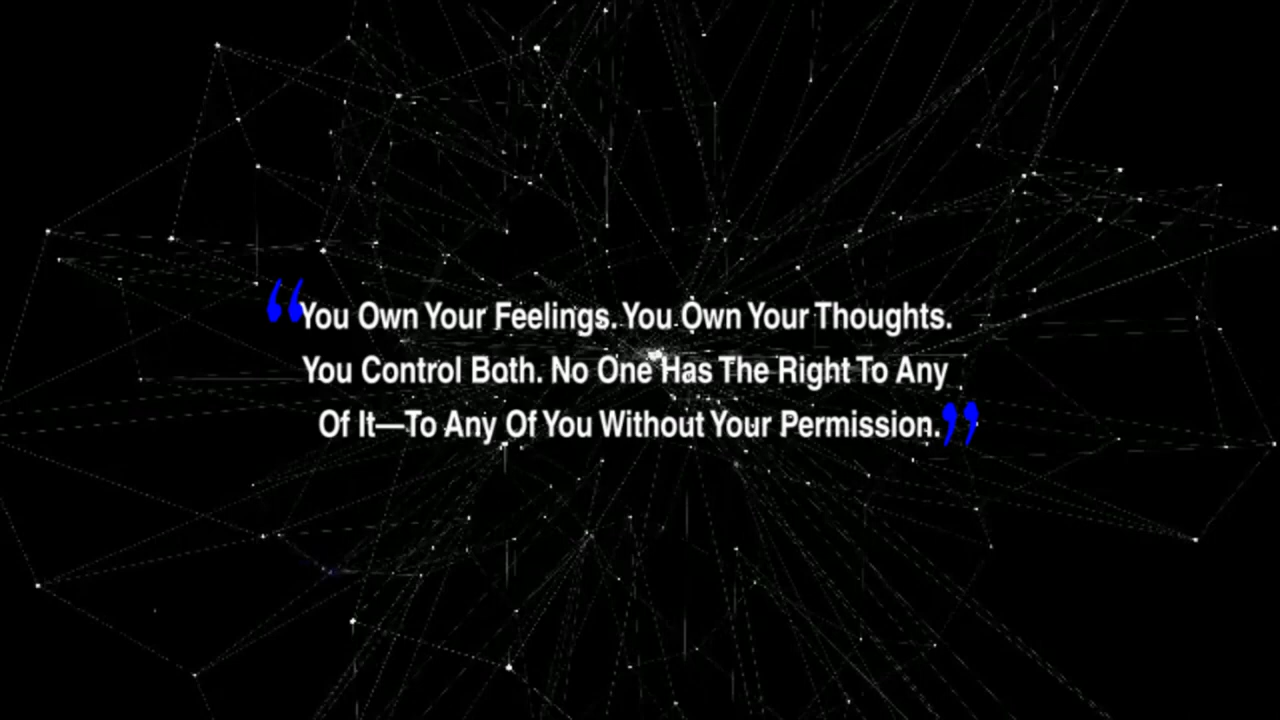 “You Own Your Feelings. You Own Your Thoughts.
You Control Both. No One Has The Right To Any
Of It—To Any Of You Without Your Permission.”